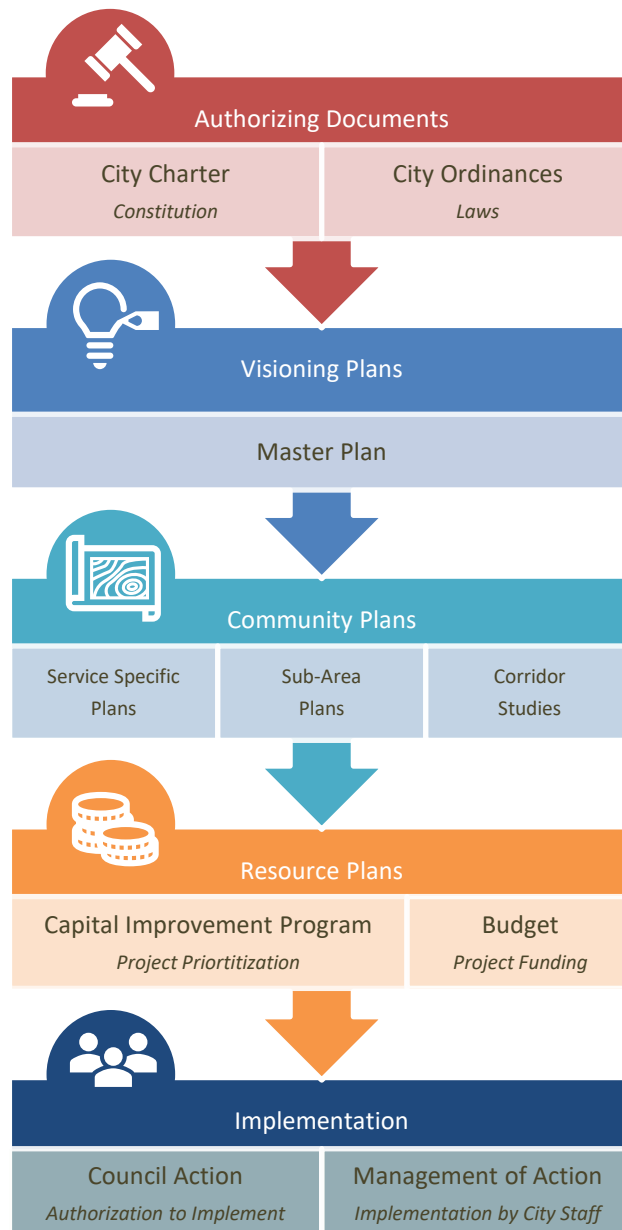 Authorizing Documents
City Charter
Constitution
City Ordinances
Laws
Visioning Plans
Master Plan
Community Plans
Service Specific
Plans
Sub-Area
Plans
Corridor
Studies
Resource Plans
Capital Improvement Program
Project Priortitization
Budget
Project Funding
Implementation
Council Action
Authorization to Implement
Management of Action
Implementation by City Staff